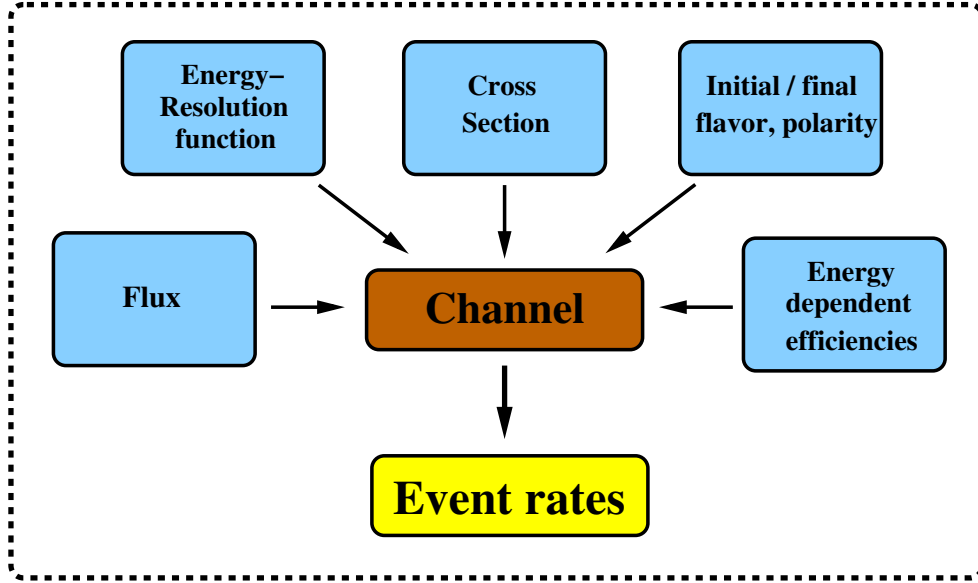 Energy−
Resolution
function
Cross
Section
Initial / final
flavor, polarity
Flux
Channel
Energy
dependent
efficiencies
Event rates